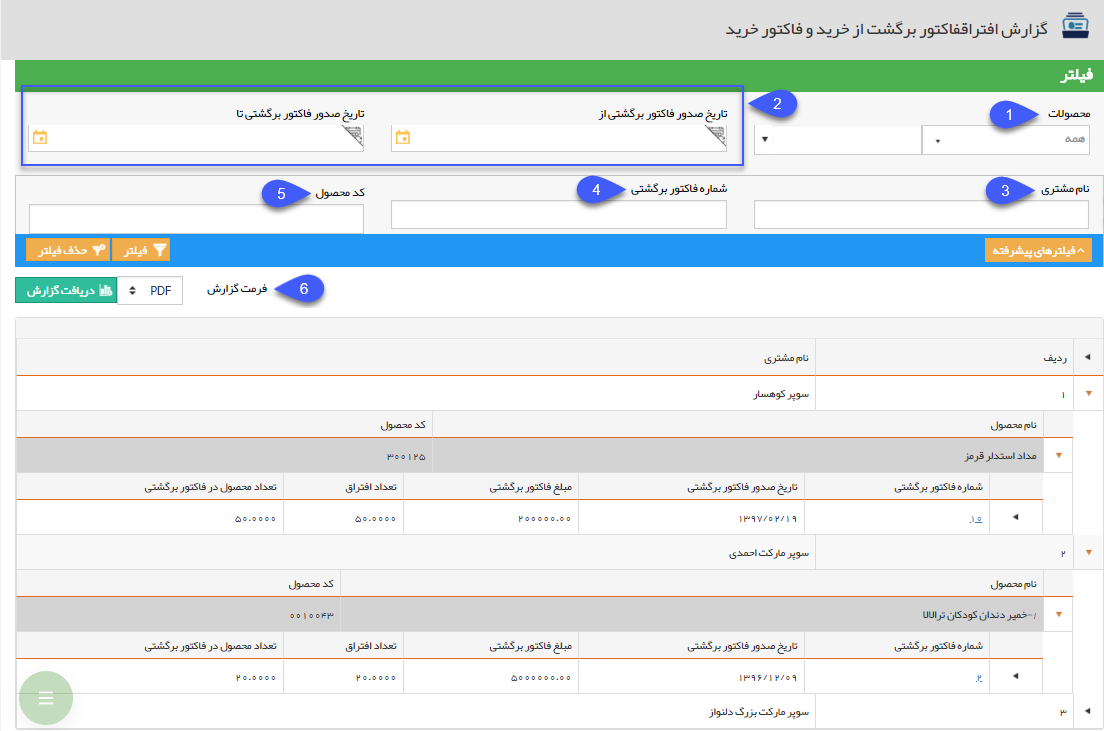 گزارش افتراقفاکتور برگشت از خرید و فاکتور خرید
فیلتر
محصولات
1
2
تاریخ صدور فاکتور برگشتی از
تاریخ صدور فاکتور برگشتی تا
همه
نام مشتری
3
شماره فاکتور برگشتی
4
کد محصول
5
فیلترهای پیشرفته
فیلتر
حذف فیلتر
6
فرمت گزارش
PDF
دریافت گزارش
ردیف نام مشتری
۱ سوپر کوهسار
نام محصول کد محصول
مداد استدلر قرمز ۳۰۰۱۲۵
شماره فاکتور برگشتی تاریخ صدور فاکتور برگشتی مبلغ فاکتور برگشتی تعداد افتراق تعداد محصول در فاکتور برگشتی
۱۰ ۱۳۹۷/۰۲/۱۹ ۲۰۰۰۰۰.۰۰ ۵۰.۰۰۰۰ ۵۰.۰۰۰۰
۲ سوپر مارکت احمدی
نام محصول کد محصول
/-خمیر دندان کودکان ترالالا ۰۰۱۰۰۴۳
شماره فاکتور برگشتی تاریخ صدور فاکتور برگشتی مبلغ فاکتور برگشتی تعداد افتراق تعداد محصول در فاکتور برگشتی
۲ ۱۳۹۶/۱۲/۰۹ ۵۰۰۰۰۰۰.۰۰ ۲۰.۰۰۰۰ ۲۰.۰۰۰۰
۳ سوپر مارکت بزرگ دلنواز